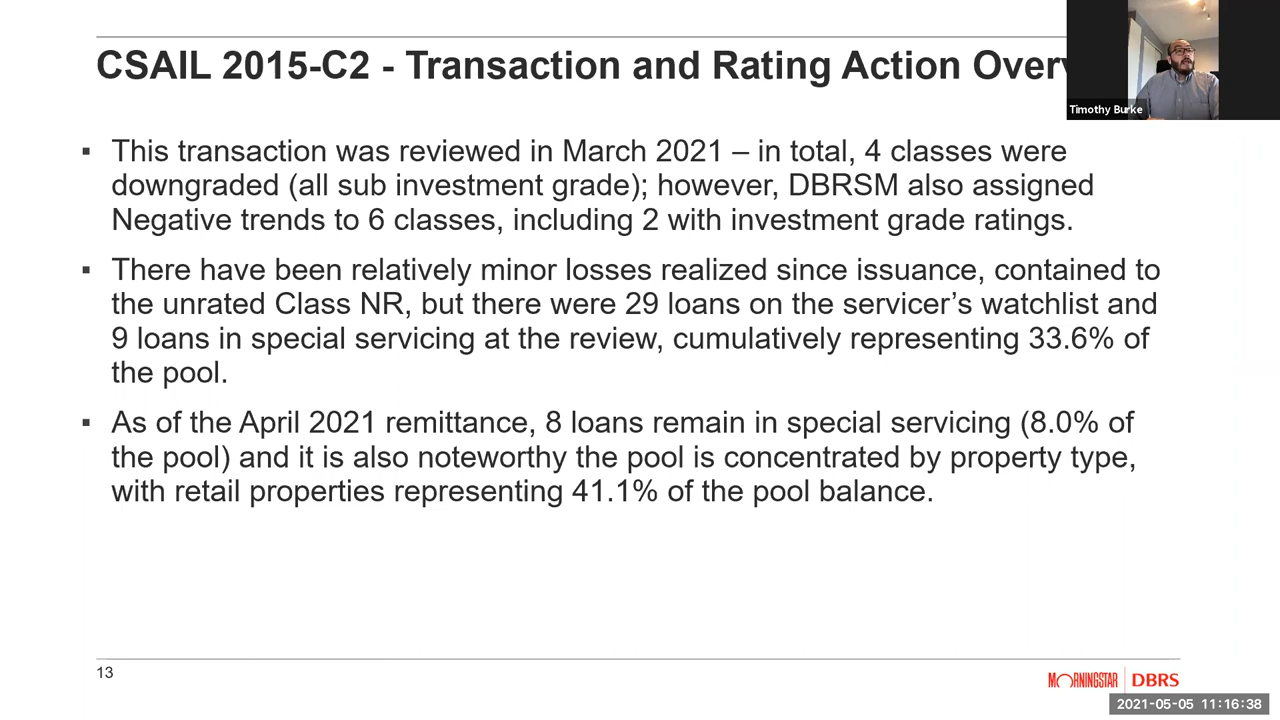 CSAIL 2015-C2 - Transaction and Rating Action Over
Timothy Burke
▪ This transaction was reviewed in March 2021 – in total, 4 classes were
downgraded (all sub investment grade); however, DBRSM also assigned
Negative trends to 6 classes, including 2 with investment grade ratings.
▪ There have been relatively minor losses realized since issuance, contained to
the unrated Class NR, but there were 29 loans on the servicer’s watchlist and
9 loans in special servicing at the review, cumulatively representing 33.6% of
the pool.
▪ As of the April 2021 remittance, 8 loans remain in special servicing (8.0% of
the pool) and it is also noteworthy the pool is concentrated by property type,
with retail properties representing 41.1% of the pool balance.
13
MORNINGSTAR | DBRS
2021-05-05 11:16:38